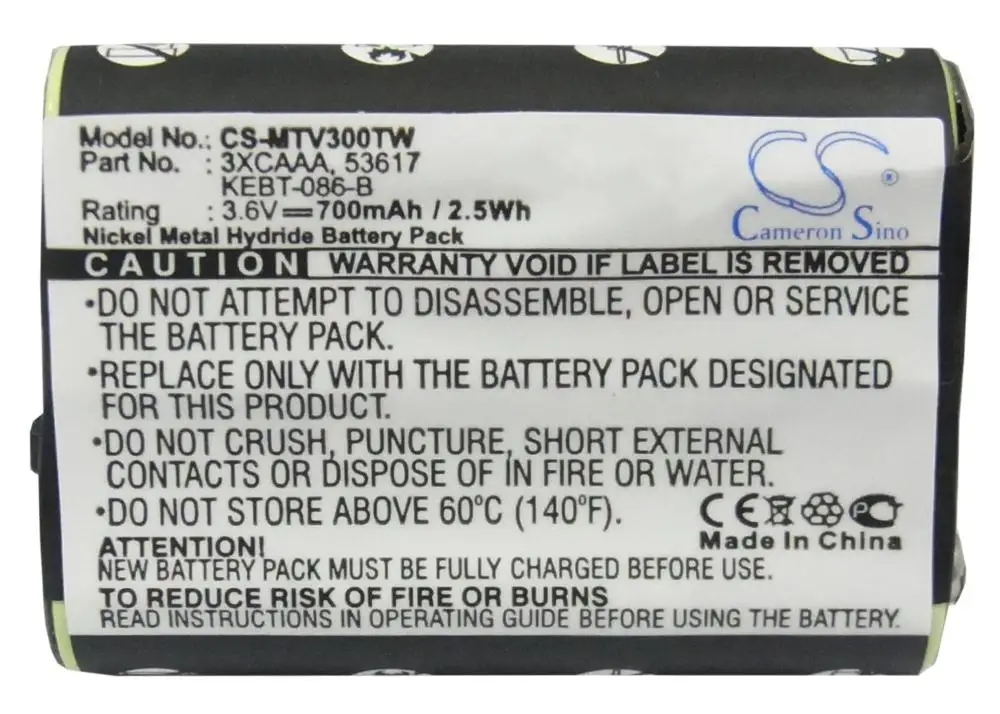 Model No.: CS-MTV300TW
Part No. : 3XCAAA, 53617
KEBT-086-B
Rating : 3.6V 700mAh / 2.5Wh
Nickel Metal Hydride Battery Pack
CS ®
Cameron Sino
CAUTION WARRANTY VOID IF LABEL IS REMOVED
•DO NOT ATTEMPT TO DISASSEMBLE, OPEN OR SERVICE
THE BATTERY PACK.
•REPLACE ONLY WITH THE BATTERY PACK DESIGNATED
FOR THIS PRODUCT.
•DO NOT CRUSH, PUNCTURE, SHORT EXTERNAL
CONTACTS OR DISPOSE OF IN FIRE OR WATER.
•DO NOT STORE ABOVE 60°C (140°F).
CE
Made In China
ATTENTION!
NEW BATTERY PACK MUST BE FULLY CHARGED BEFORE USE.
TO REDUCE RISK OF FIRE OR BURNS
READ INSTRUCTIONS IN OPERATING GUIDE BEFORE USING THE BATTERY.